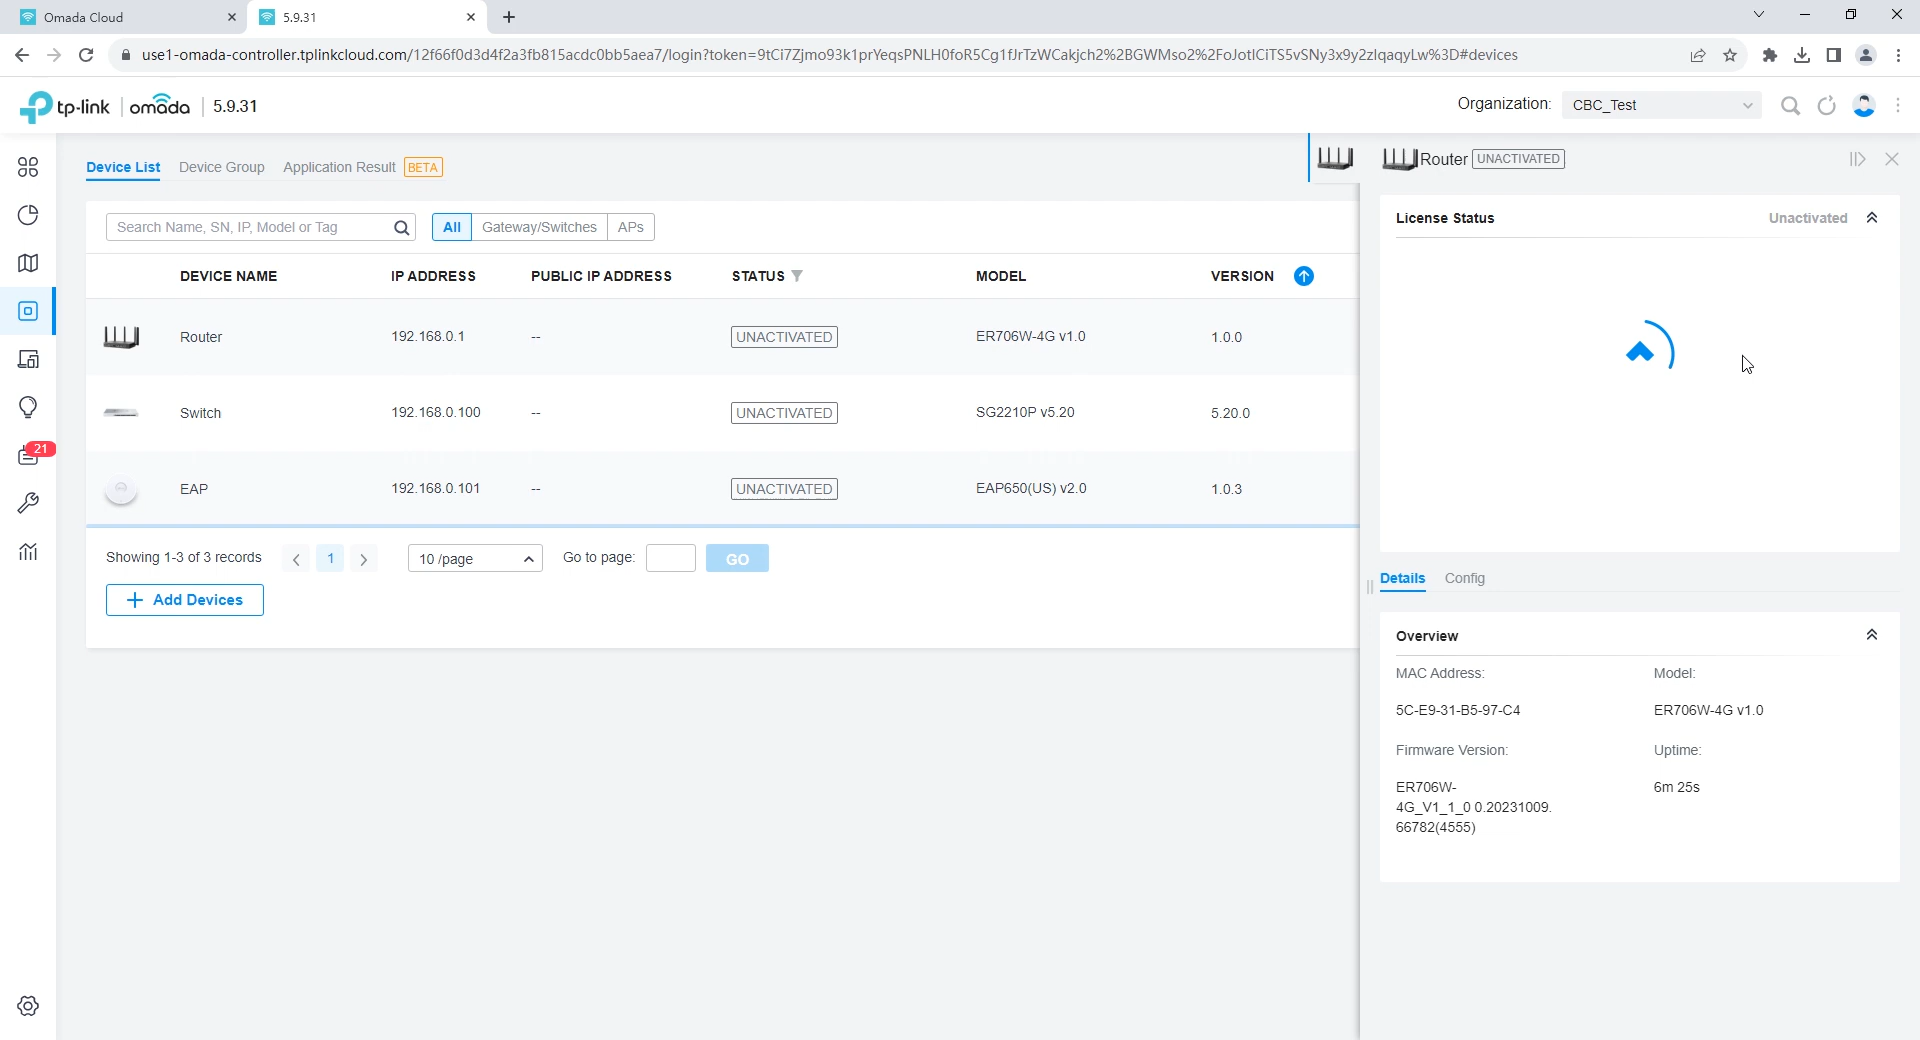 Omada Cloud
5.9.31
use1-omada-controller.tplinkcloud.com/12f66f0d3d4f2a3fb815acdc0bb5aea7/login?token=9tCi7Zjmo93k1prYeqsPNLH0foR5Cg1fJrTzWCakjch2%2BGWMso2%2FoJotICiTS5vSNy3x9y2zIqaqyLw%3D#devices
tp-link | omada | 5.9.31
Organization: CBC_Test
Device List Device Group Application Result BETA
Search Name, SN, IP, Model or Tag All Gateway/Switches APs
DEVICE NAME IP ADDRESS PUBLIC IP ADDRESS STATUS MODEL VERSION
Router 192.168.0.1 -- UNACTIVATED ER706W-4G v1.0 1.0.0
Switch 192.168.0.100 -- UNACTIVATED SG2210P v5.20 5.20.0
EAP 192.168.0.101 -- UNACTIVATED EAP650(US) v2.0 1.0.3
Showing 1-3 of 3 records < 1 > 10 /page Go to page: GO
+ Add Devices
21
Router UNACTIVATED
License Status Unactivated
Details Config
Overview
MAC Address: Model:
5C-E9-31-B5-97-C4 ER706W-4G v1.0
Firmware Version: Uptime:
ER706W- 6m 25s
4G_V1_1_0 0.20231009.
66782(4555)